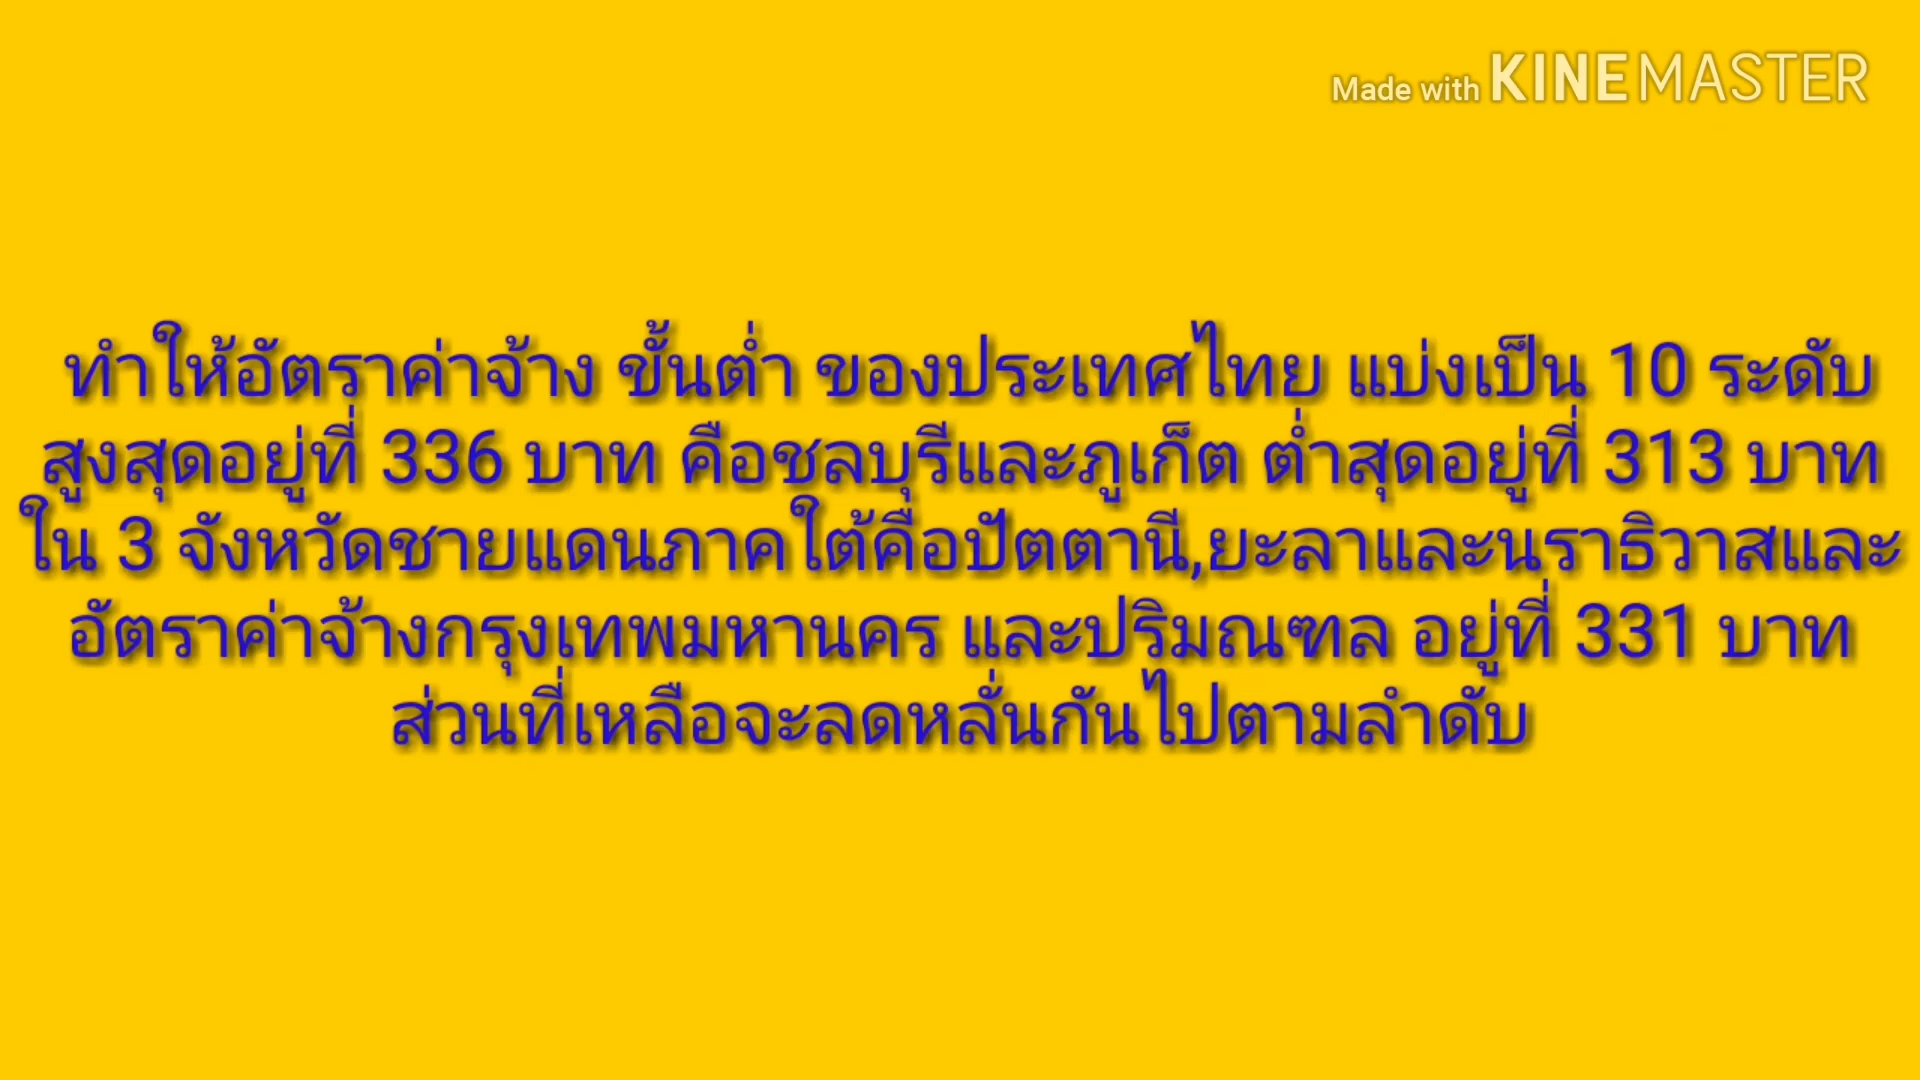 Made with KINEMASTER
ทำให้อัตราค่าจ้าง ขั้นต่ำ ของประเทศไทย แบ่งเป็น 10 ระดับ
สูงสุดอยู่ที่ 336 บาท คือชลบุรีและภูเก็ต ต่ำสุดอยู่ที่ 313 บาท
ใน 3 จังหวัดชายแดนภาคใต้คือปัตตานี,ยะลาและนราธิวาสและ
อัตราค่าจ้างกรุงเทพมหานคร และปริมณฑล อยู่ที่ 331 บาท
ส่วนที่เหลือจะลดหลั่นกันไปตามลำดับ